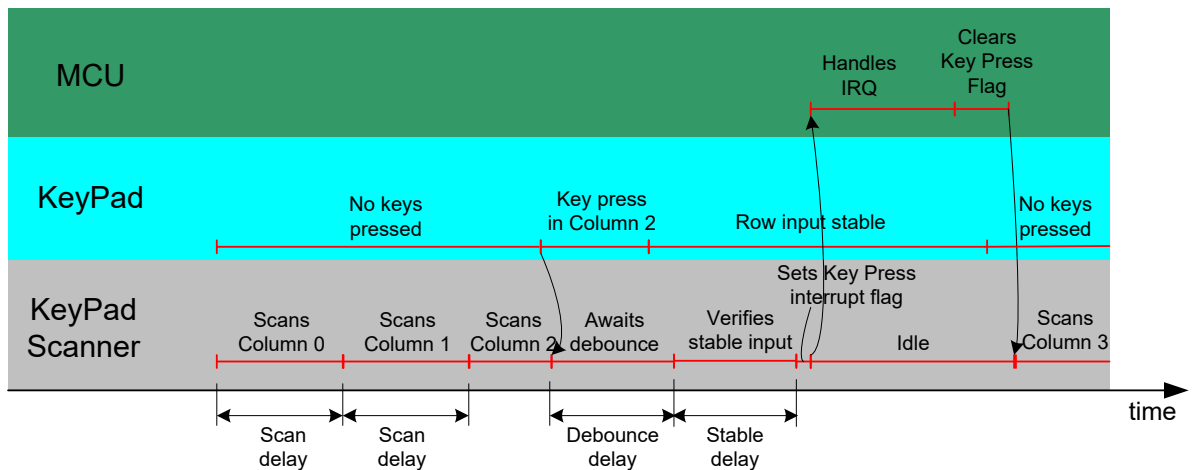 MCU
Handles
IRQ
Clears
Key Press
Flag
KeyPad
No keys
pressed
Key press
in Column 2
Row input stable
No keys
pressed
KeyPad
Scanner
Scans
Column 0
Scans
Column 1
Scans
Column 2
Awaits
debounce
Verifies
stable input
Sets Key Press
interrupt flag
Idle
Scans
Column 3
time
Scan
delay
Scan
delay
Debounce
delay
Stable
delay